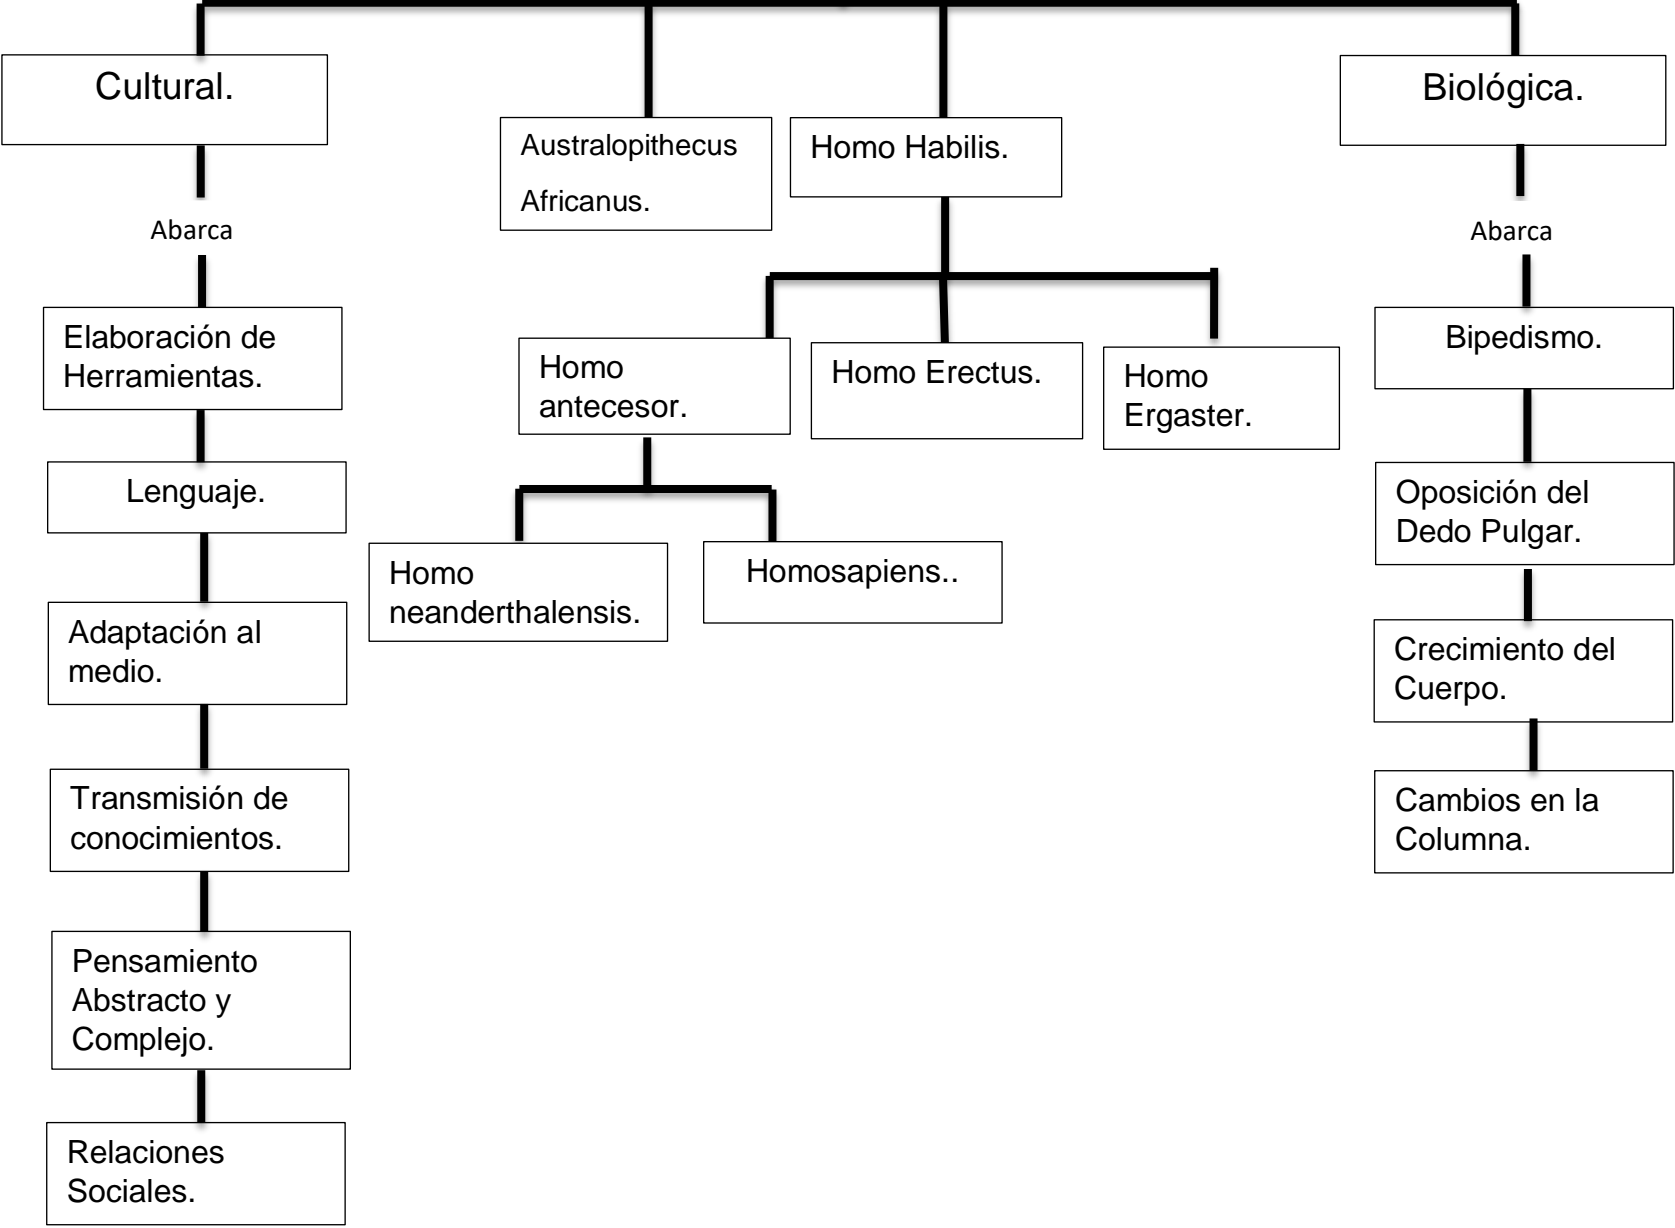 Cultural.
Biológica.
Australopithecus
Africanus.
Homo Habilis.
Abarca
Abarca
Elaboración de
Herramientas.
Homo
antecesor.
Homo Erectus.
Homo
Ergaster.
Bipedismo.
Lenguaje.
Oposición del
Dedo Pulgar.
Homo
neanderthalensis.
Homosapiens..
Adaptación al
medio.
Crecimiento del
Cuerpo.
Transmisión de
conocimientos.
Cambios en la
Columna.
Pensamiento
Abstracto y
Complejo.
Relaciones
Sociales.